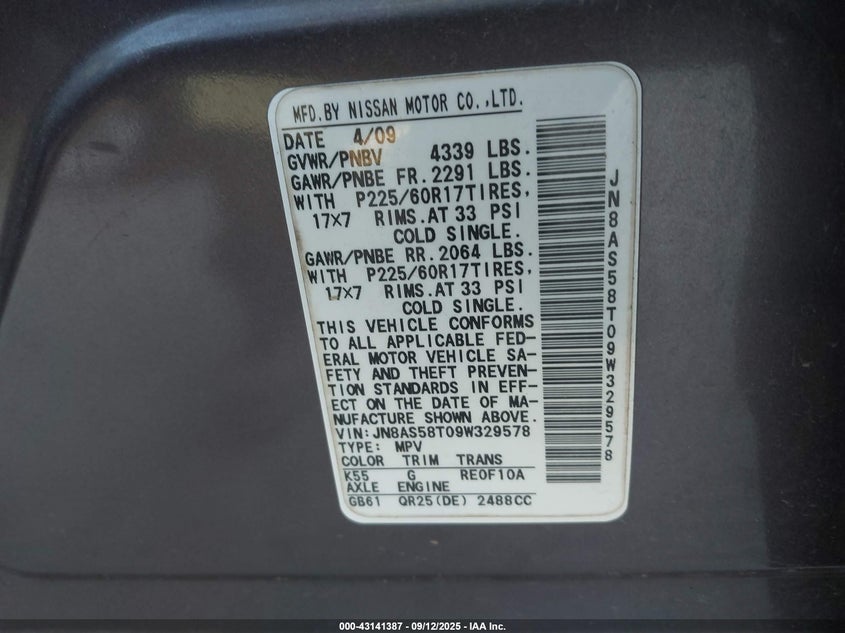 MFD.BY NISSAN MOTOR CO.,LTD.
DATE 4/09
GVWR/PNBV 4339 LBS.
GAWR/PNBE FR. 2291 LBS.
WITH P225/60R17TIRES,
17×7 RIMS.AT 33 PSI
COLD SINGLE.
GAWR/PNBE RR. 2064 LBS.
WITH P225/60R17TIRES,
17×7 RIMS.AT 33 PSI
COLD SINGLE.
THIS VEHICLE CONFORMS
TO ALL APPLICABLE FED-
ERAL MOTOR VEHICLE SA-
FETY AND THEFT PREVEN-
TION STANDARDS IN EFF-
ECT ON THE DATE OF MA-
NUFACTURE SHOWN ABOVE.
VIN:JN8AS58T09W329578
TYPE: MPV
COLOR TRIM TRANS
K55 G RE0F10A
AXLE ENGINE
GB61 QR25(DE) 2488CC
JN8AS58T09W329578
000-43141387 - 09/12/2025 - IAA Inc.